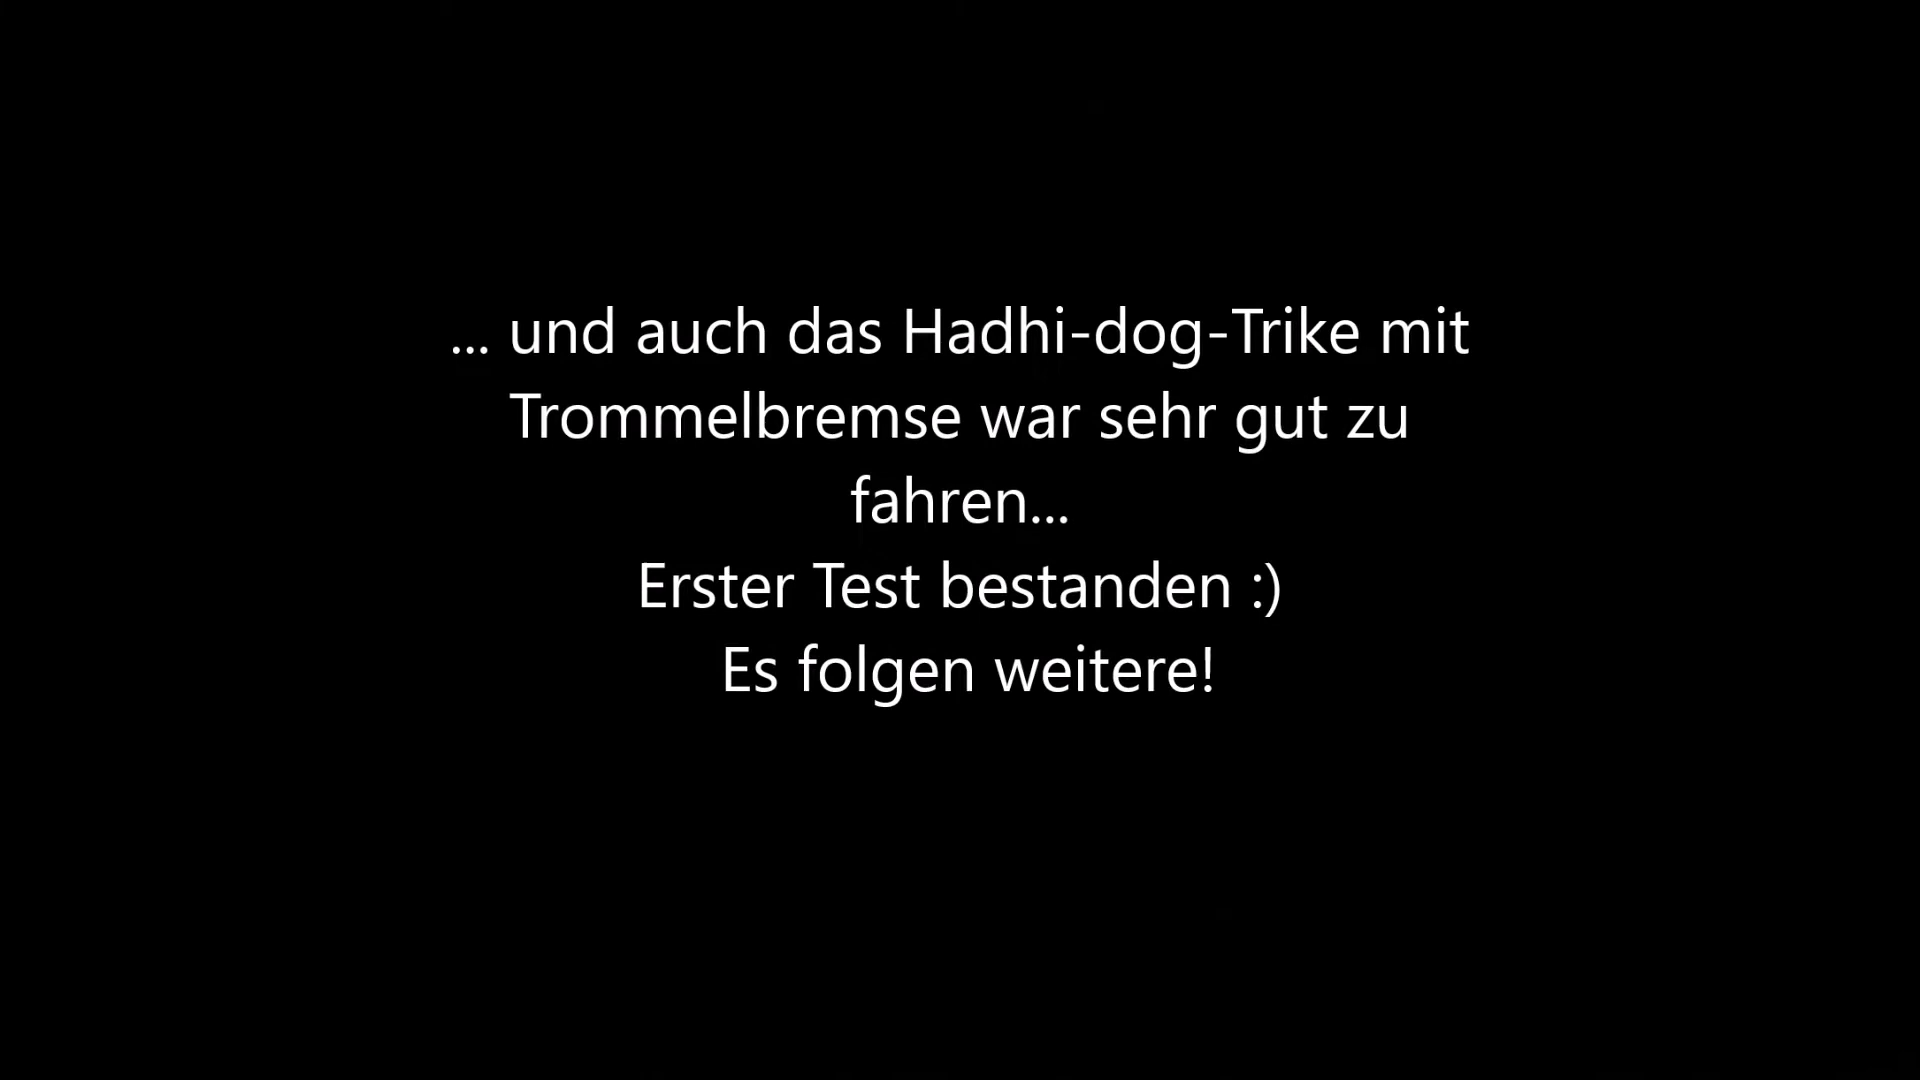 ... und auch das Hadhi-dog-Trike mit
Trommelbremse war sehr gut zu
fahren...
Erster Test bestanden :)
Es folgen weitere!